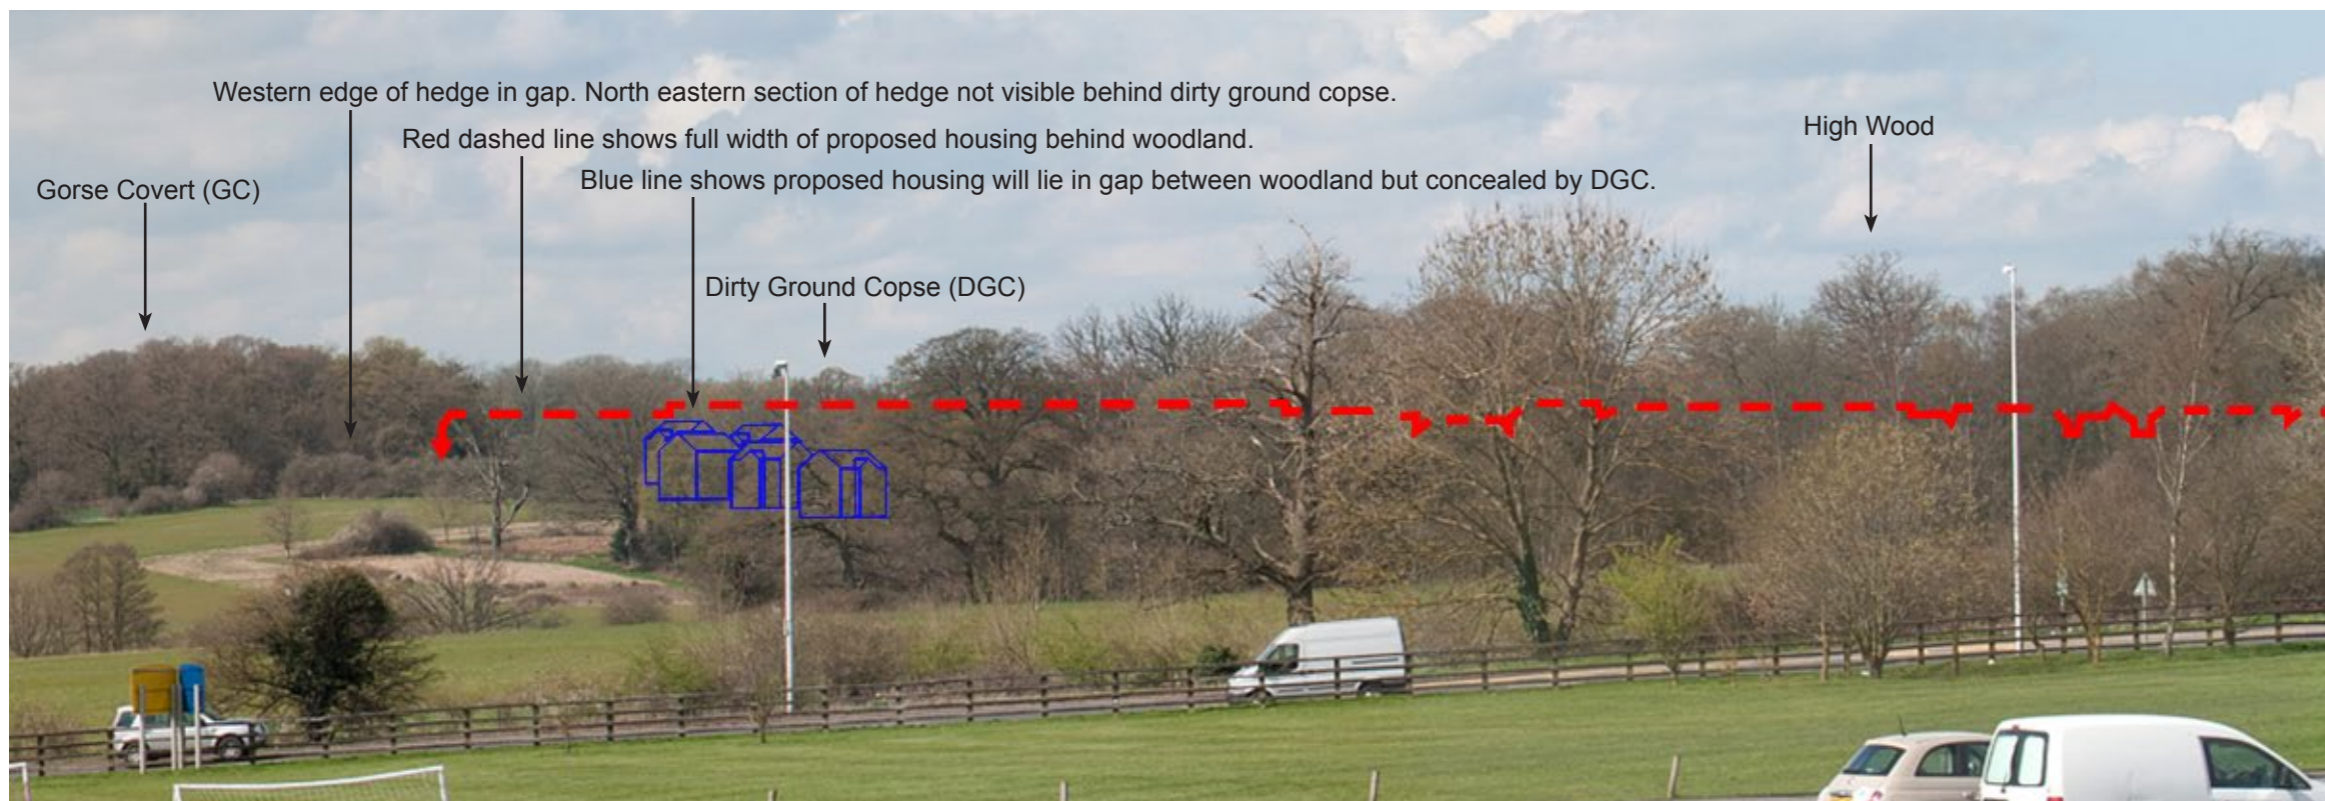 Western edge of hedge in gap. North eastern section of hedge not visible behind dirty ground copse.
Red dashed line shows full width of proposed housing behind woodland.
High Wood
Blue line shows proposed housing will lie in gap between woodland but concealed by DGC.
Gorse Covert (GC)
Dirty Ground Copse (DGC)